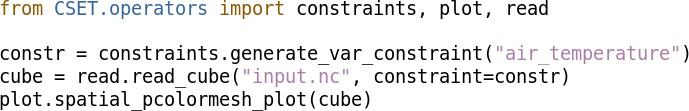 from CSET.operators import constraints, plot, read

constr = constraints.generate_var_constraint("air_temperature")
cube = read.read_cube("input.nc", constraint=constr)
plot.spatial_pcolormesh_plot(cube)